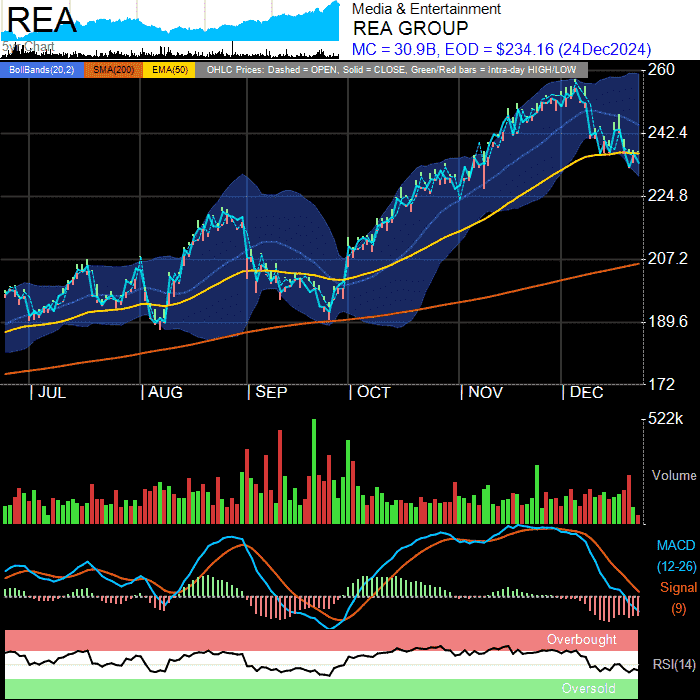 REA
Media & Entertainment
REA GROUP
MC = 30.9B, EOD = $234.16 (24Dec2024)
BollBands(20,2) SMA(200) EMA(50) OHLC Prices: Dashed = OPEN, Solid = CLOSE, Green/Red bars = Intra-day HIGH/LOW
260
242.4
224.8
207.2
189.6
172
JUL AUG SEP OCT NOV DEC
522k
Volume
MACD
(12-26)
Signal
(9)
Overbought
RSI(14)
Oversold